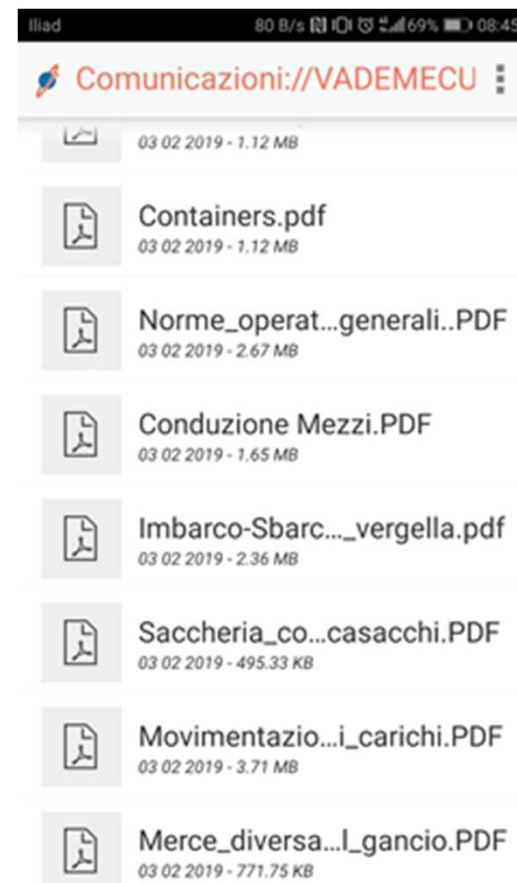 Iliad 80 B/s 69% 08:45
Comunicazioni://VADEMECU
03 02 2019 - 1.12 MB
Containers.pdf
03 02 2019 - 1.12 MB
Norme_operat...generali..PDF
03 02 2019 - 2.67 MB
Conduzione Mezzi.PDF
03 02 2019 - 1.65 MB
Imbarco-Sbarc..._vergella.pdf
03 02 2019 - 2.36 MB
Saccheria_co...casacchi.PDF
03 02 2019 - 495.33 KB
Movimentazio...i_carichi.PDF
03 02 2019 - 3.71 MB
Merce_diversa...l_gancio.PDF
03 02 2019 - 771.75 KB